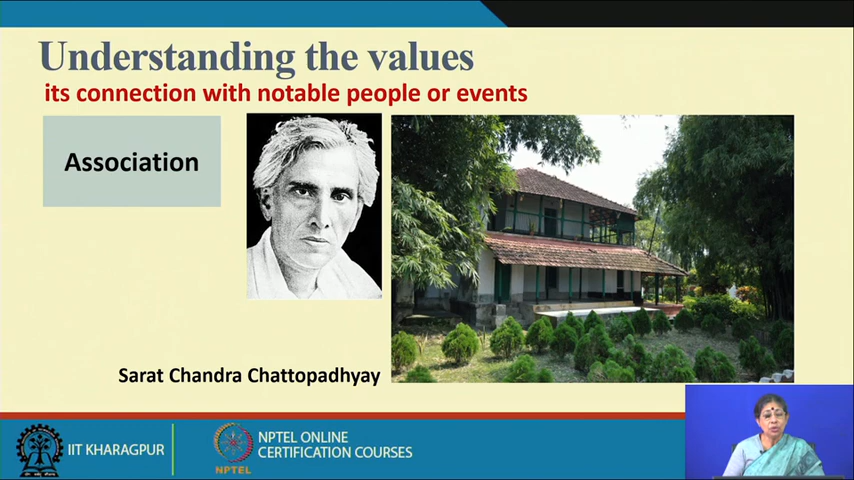 Understanding the values
its connection with notable people or events
Association
Sarat Chandra Chattopadhyay
IIT KHARAGPUR
NPTEL
NPTEL ONLINE
CERTIFICATION COURSES